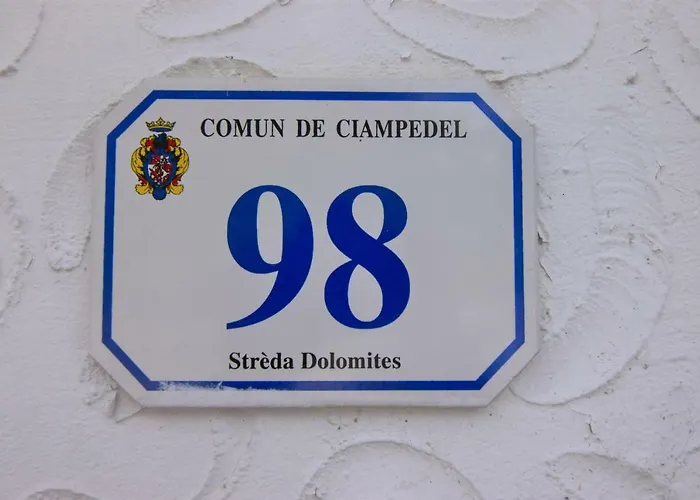 COMUN DE CIAMPEDEL
98
Strèda Dolomites